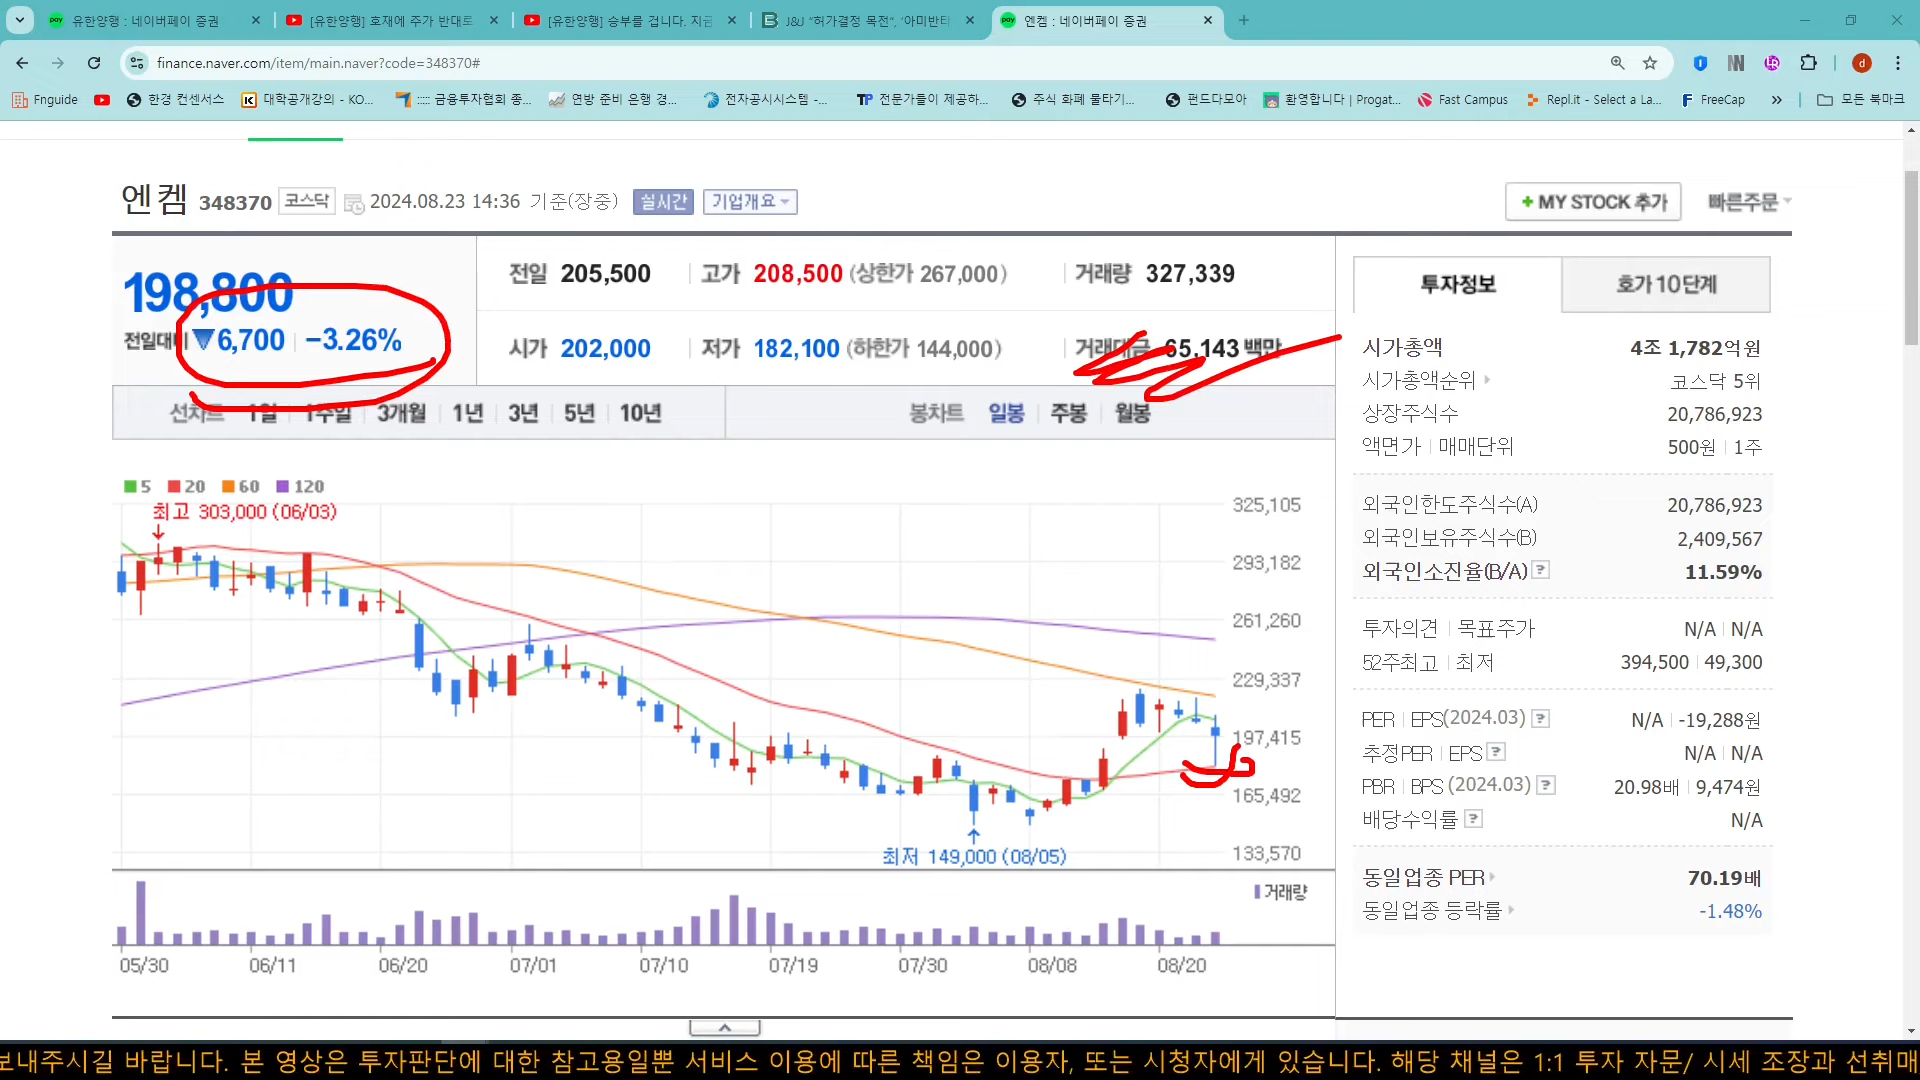 유한양행 : 네이버페이 증권
[유한양행] 호재에 주가 반대로
[유한양행] 승부를 겁니다. 지금
J&J "허가결정 목전", '아미반티
엔켐 : 네이버페이 증권
finance.naver.com/item/main.naver?code=348370#
Fnguide
한경 컨센서스
대학공개강의 - KO...
::::: 금융투자협회 종...
연방 준비 은행 경...
전자공시시스템 -...
전문가들이 제공하...
주식 화폐 물타기...
펀드다모아
환영합니다 | Progat...
Fast Campus
Repl.it - Select a La...
FreeCap
모든 북마크
엔켐 348370 코스닥 2024.08.23 14:36 기준(장중) 실시간 기업개요
+ MY STOCK 추가 빠른주문
198,800
전일대비 ▼6,700 -3.26%
전일 205,500 고가 208,500 (상한가 267,000) 거래량 327,339
시가 202,000 저가 182,100 (하한가 144,000) 거래대금 65,143 백만
선차트 1일 1주일 3개월 1년 3년 5년 10년
봉차트 일봉 주봉 월봉
5 20 60 120
최고 303,000 (06/03)
최저 149,000 (08/05)
325,105
293,182
261,260
229,337
197,415
165,492
133,570
거래량
05/30 06/11 06/20 07/01 07/10 07/19 07/30 08/08 08/20
투자정보 호가 10단계
시가총액 4조 1,782억원
시가총액순위 코스닥 5위
상장주식수 20,786,923
액면가 매매단위 500원 1주
외국인한도주식수(A) 20,786,923
외국인보유주식수(B) 2,409,567
외국인소진율(B/A) ? 11.59%
투자의견 목표주가 N/A N/A
52주최고 최저 394,500 49,300
PER EPS(2024.03) ? N/A -19,288원
추정PER EPS ? N/A N/A
PBR BPS (2024.03) ? 20.98배 9,474원
배당수익률 ? N/A
동일업종 PER 70.19배
동일업종 등락률 -1.48%
보내주시길 바랍니다. 본 영상은 투자판단에 대한 참고용일뿐 서비스 이용에 따른 책임은 이용자, 또는 시청자에게 있습니다. 해당 채널은 1:1 투자 자문/ 시세 조장과 선취매